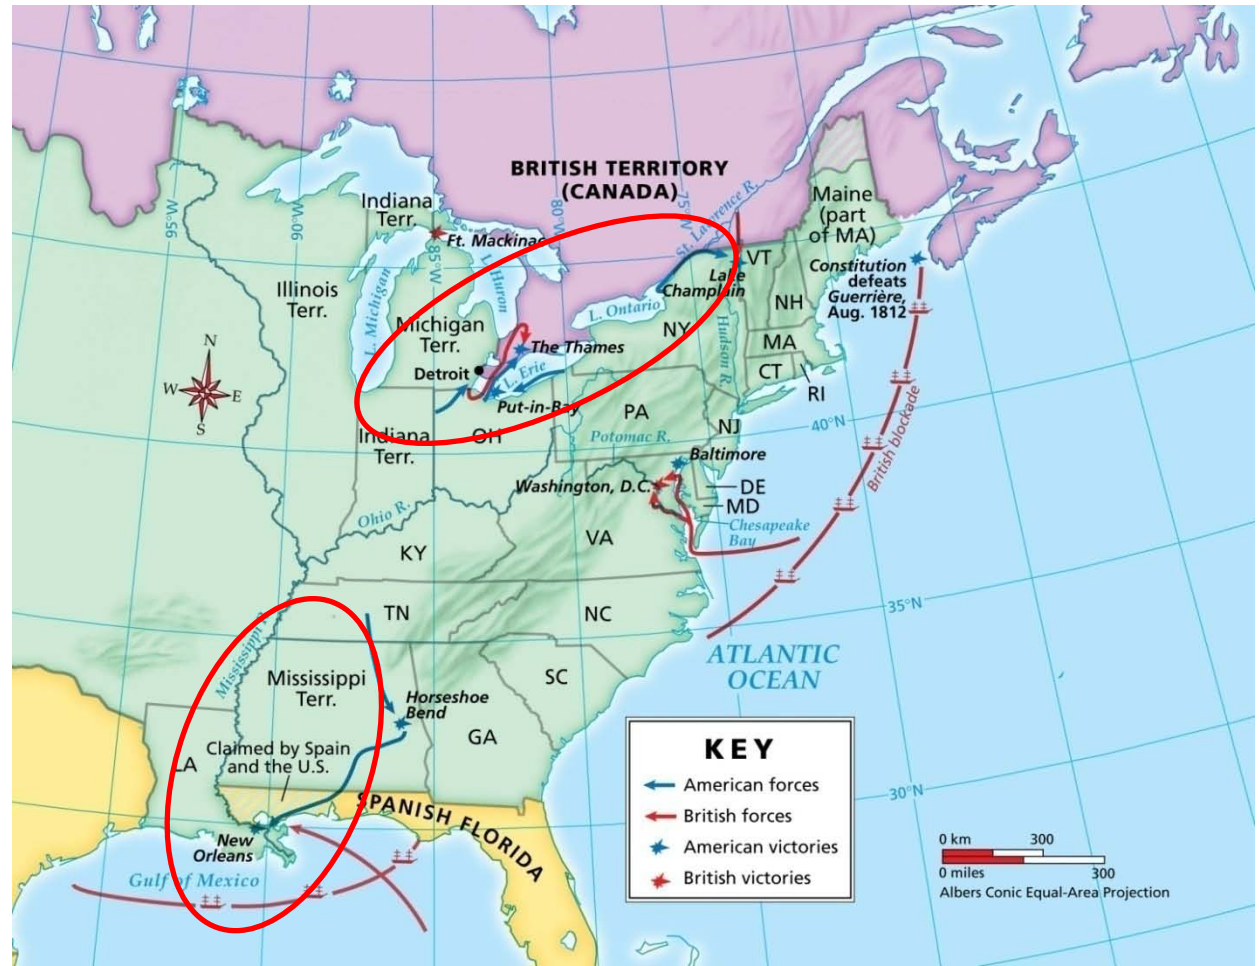 BRITISH TERRITORY
(CANADA)
95°W
90°W
85°W
80°W
75°W
St. Lawrence R.
Maine
(part
of MA)
Indiana
Terr.
Ft. Mackinac
L. Huron
L. Michigan
Illinois
Terr.
Michigan
Terr.
Detroit
The Thames
L. Erie
Put-in-Bay
L. Ontario
Lake
Champlain
VT
NH
NY
Hudson R.
MA
CT
RI
Constitution
defeats
Guerrière,
Aug. 1812
N
W
E
S
Indiana
Terr.
OH
PA
NJ
40°N
Potomac R.
Baltimore
Washington, D.C.
DE
MD
Chesapeake
Bay
British blockade
Ohio R.
KY
VA
TN
NC
35°N
Mississippi R.
Mississippi
Terr.
Horseshoe
Bend
SC
GA
ATLANTIC
OCEAN
LA
Claimed by Spain
and the U.S.
SPANISH FLORIDA
New
Orleans
Gulf of Mexico
30°N
KEY
American forces
British forces
American victories
British victories
0 km 300
0 miles 300
Albers Conic Equal-Area Projection